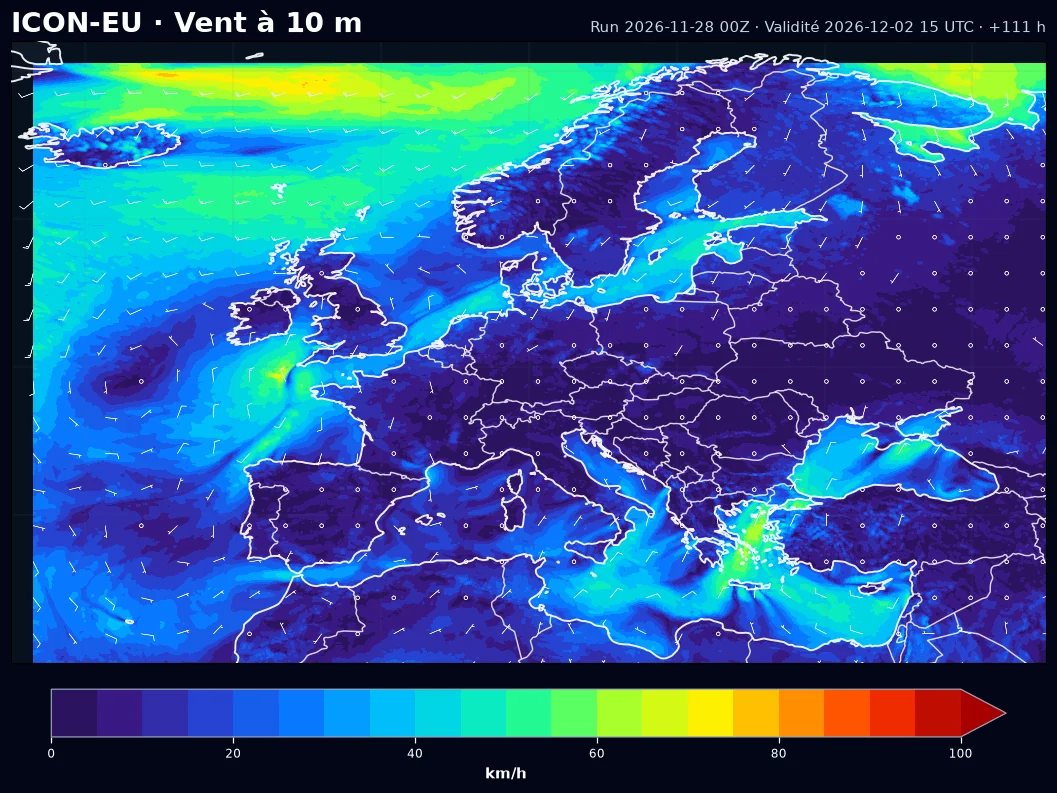 ICON-EU · Vent à 10 m
Run 2026-11-28 00Z · Validité 2026-12-02 15 UTC · +111 h
0 20 40 60 80 100
km/h